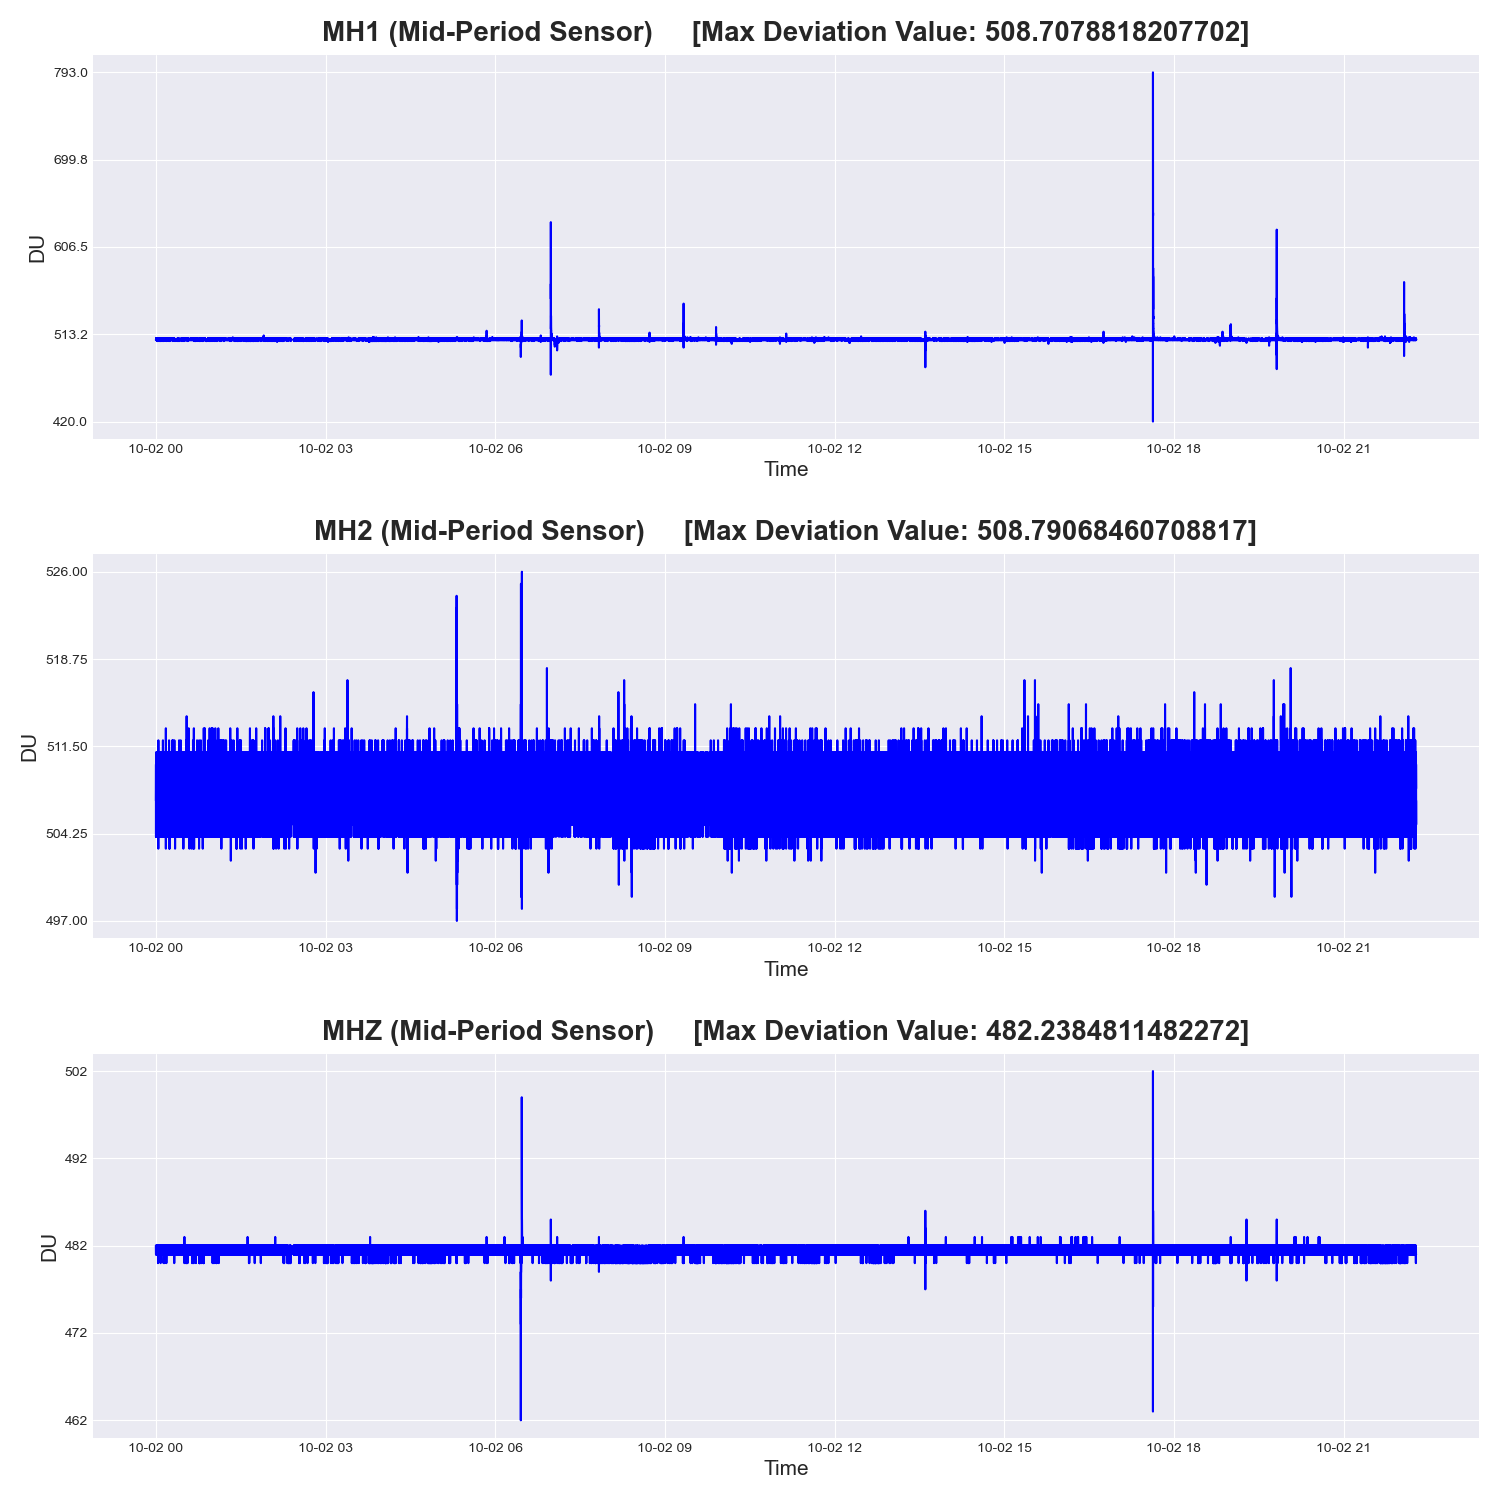 MH1 (Mid-Period Sensor) [Max Deviation Value: 508.7078818207702]
793.0
699.8
606.5
513.2
420.0
DU
10-02 00 10-02 03 10-02 06 10-02 09 10-02 12 10-02 15 10-02 18 10-02 21
Time
MH2 (Mid-Period Sensor) [Max Deviation Value: 508.79068460708817]
526.00
518.75
511.50
504.25
497.00
DU
10-02 00 10-02 03 10-02 06 10-02 09 10-02 12 10-02 15 10-02 18 10-02 21
Time
MHZ (Mid-Period Sensor) [Max Deviation Value: 482.2384811482272]
502
492
482
472
462
DU
10-02 00 10-02 03 10-02 06 10-02 09 10-02 12 10-02 15 10-02 18 10-02 21
Time